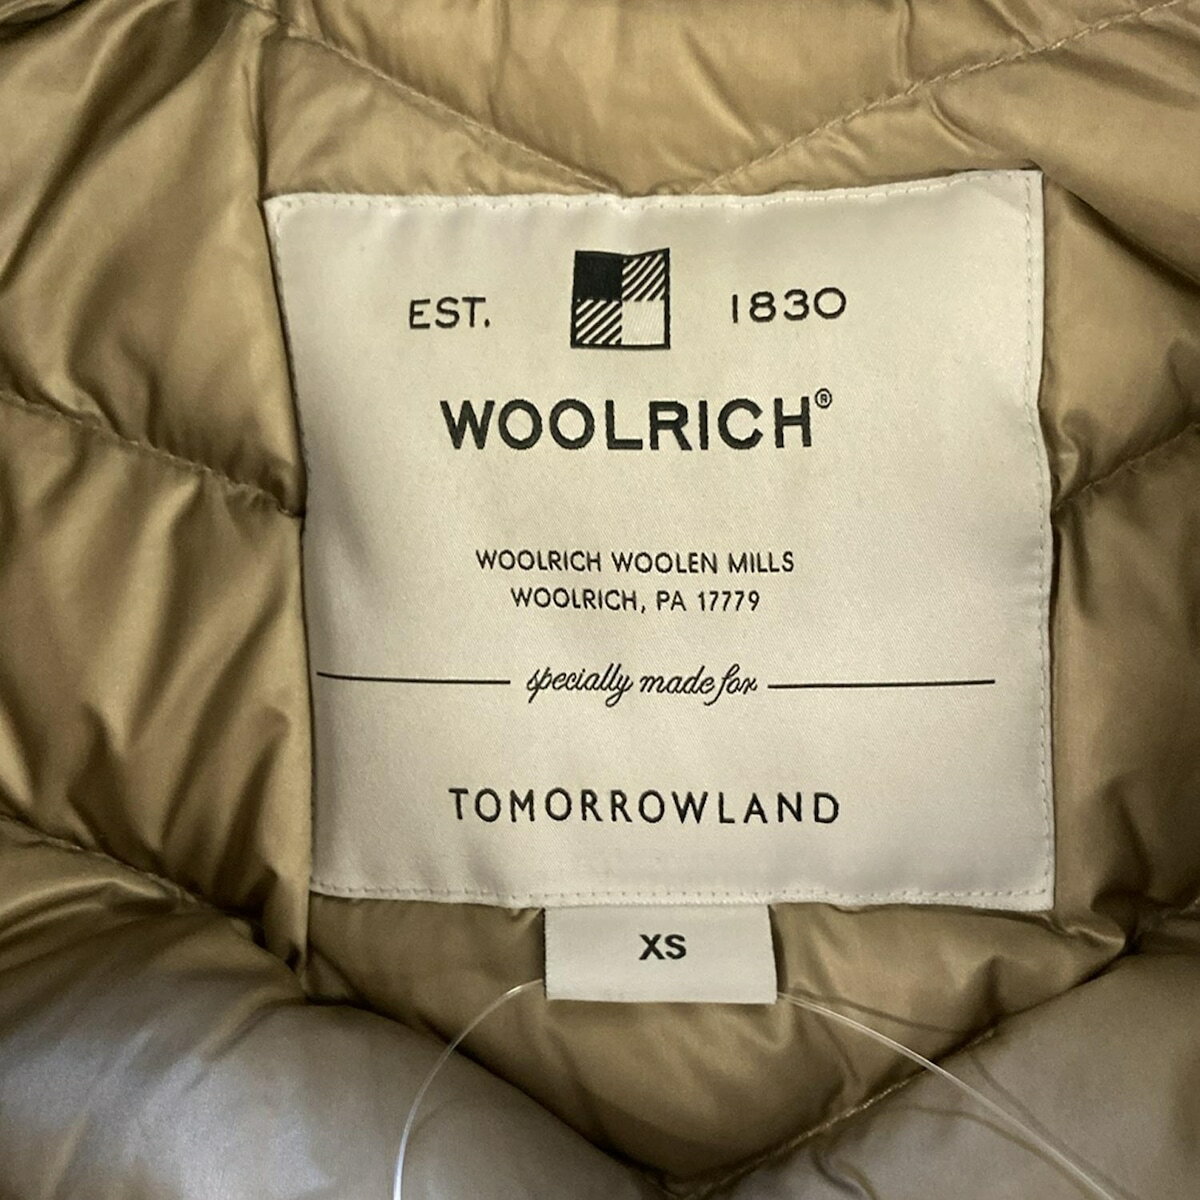 EST. 1830
WOOLRICH®
WOOLRICH WOOLEN MILLS
WOOLRICH, PA 17779
specially made for
TOMORROWLAND
XS